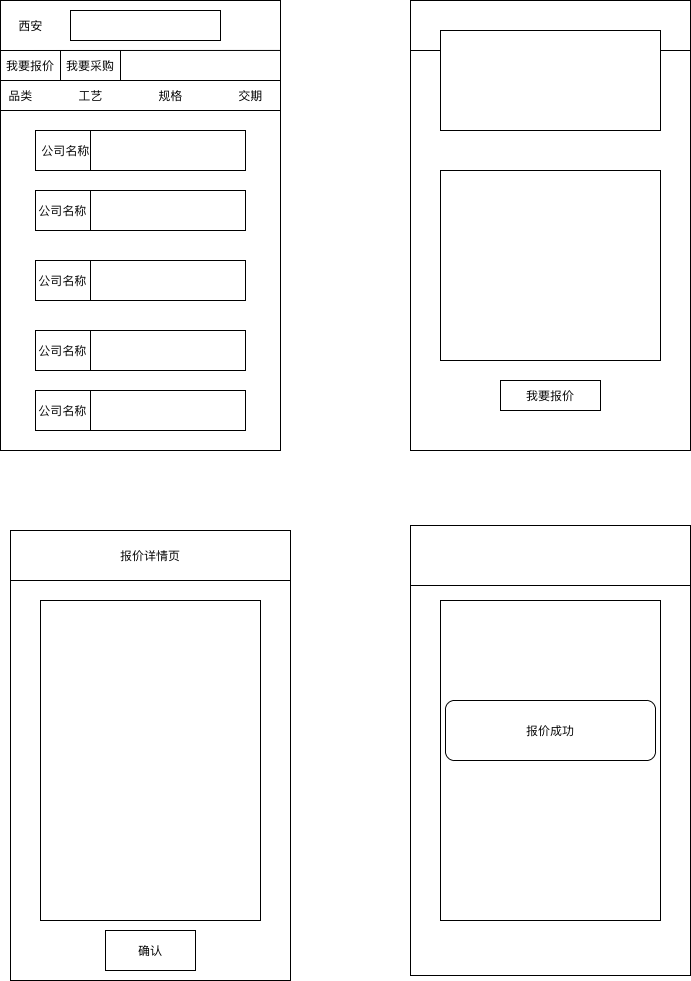 西安
我要报价 我要采购
品类 工艺 规格 交期
公司名称
公司名称
公司名称
公司名称
公司名称
我要报价
报价详情页
确认
报价成功